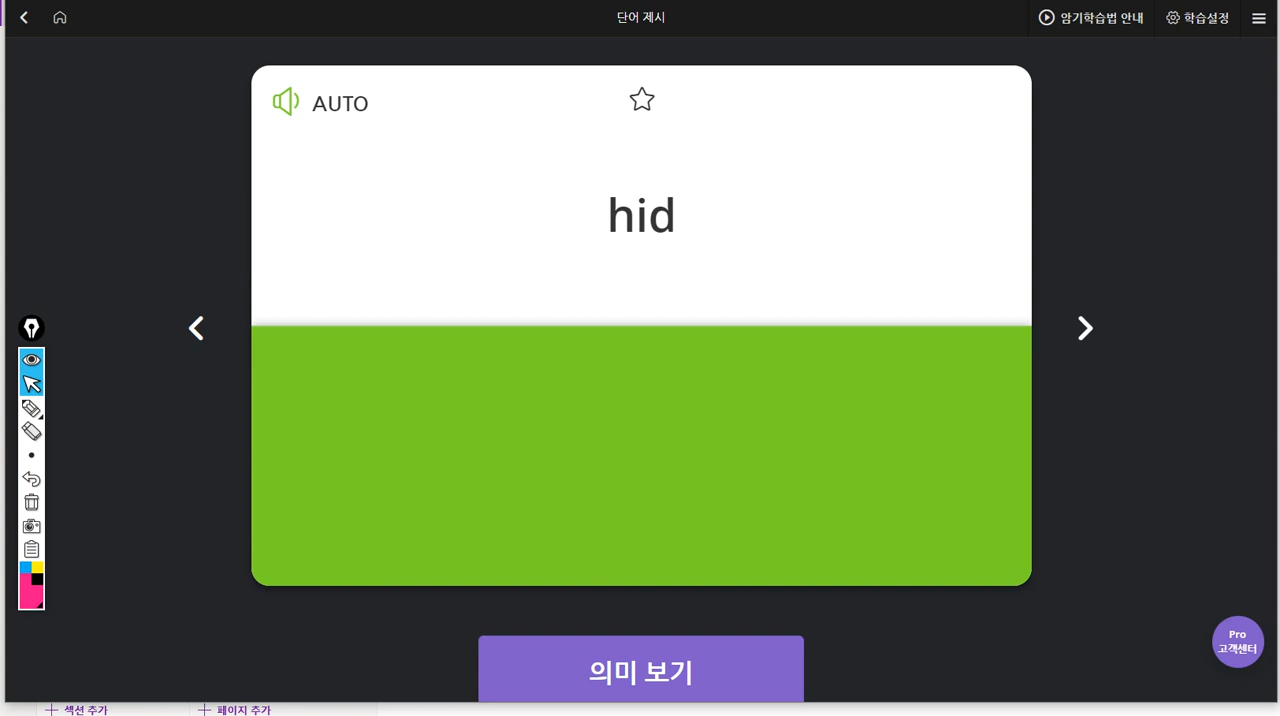 단어 제시
암기학습법 안내
학습설정
AUTO
hid
의미 보기
Pro
고객센터
섹션 추가
페이지 추가